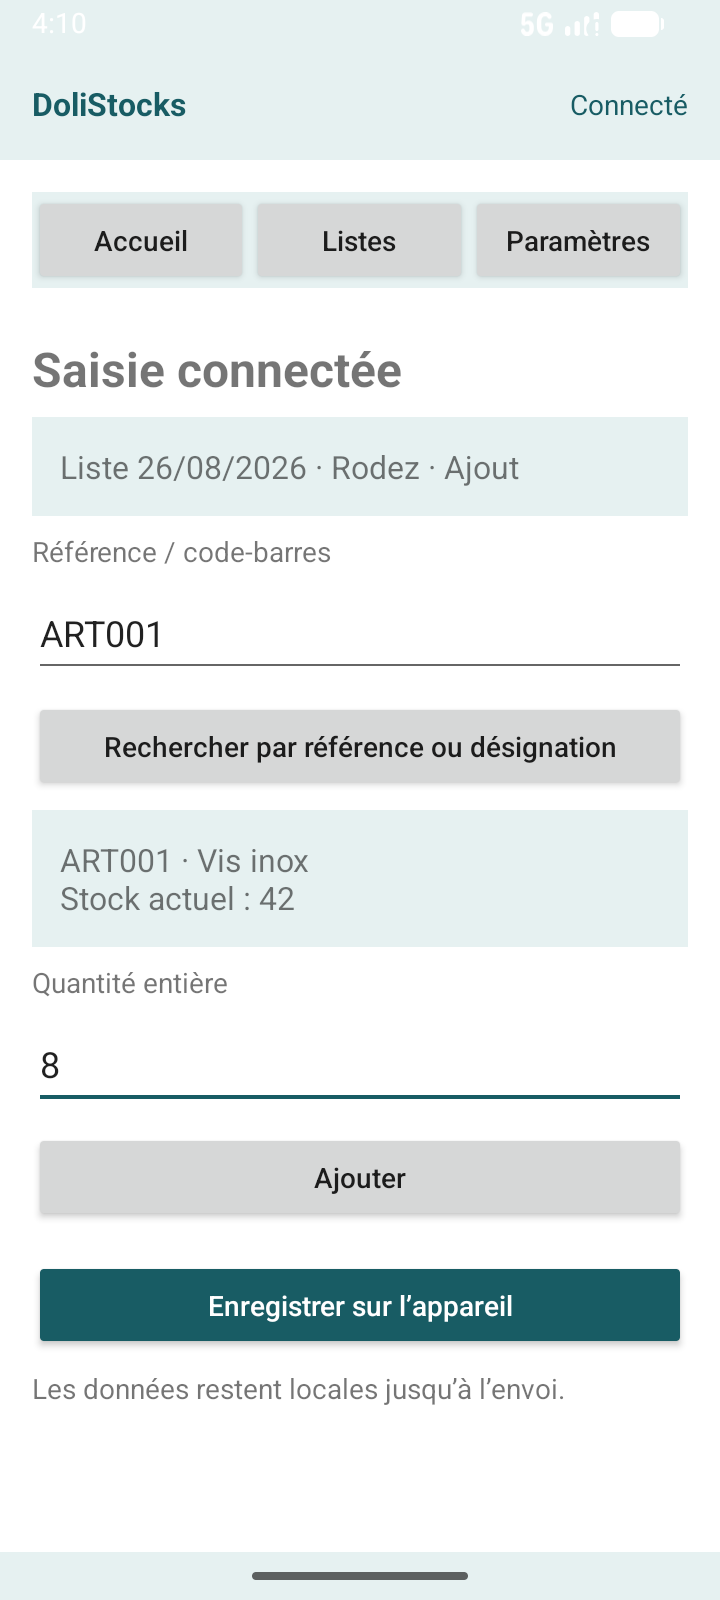 4:10
5G
DoliStocks
Connecté
Accueil
Listes
Paramètres
Saisie connectée
Liste 26/08/2026 · Rodez · Ajout
Référence / code-barres
ART001
Rechercher par référence ou désignation
ART001 · Vis inox
Stock actuel : 42
Quantité entière
8
Ajouter
Enregistrer sur l’appareil
Les données restent locales jusqu’à l’envoi.